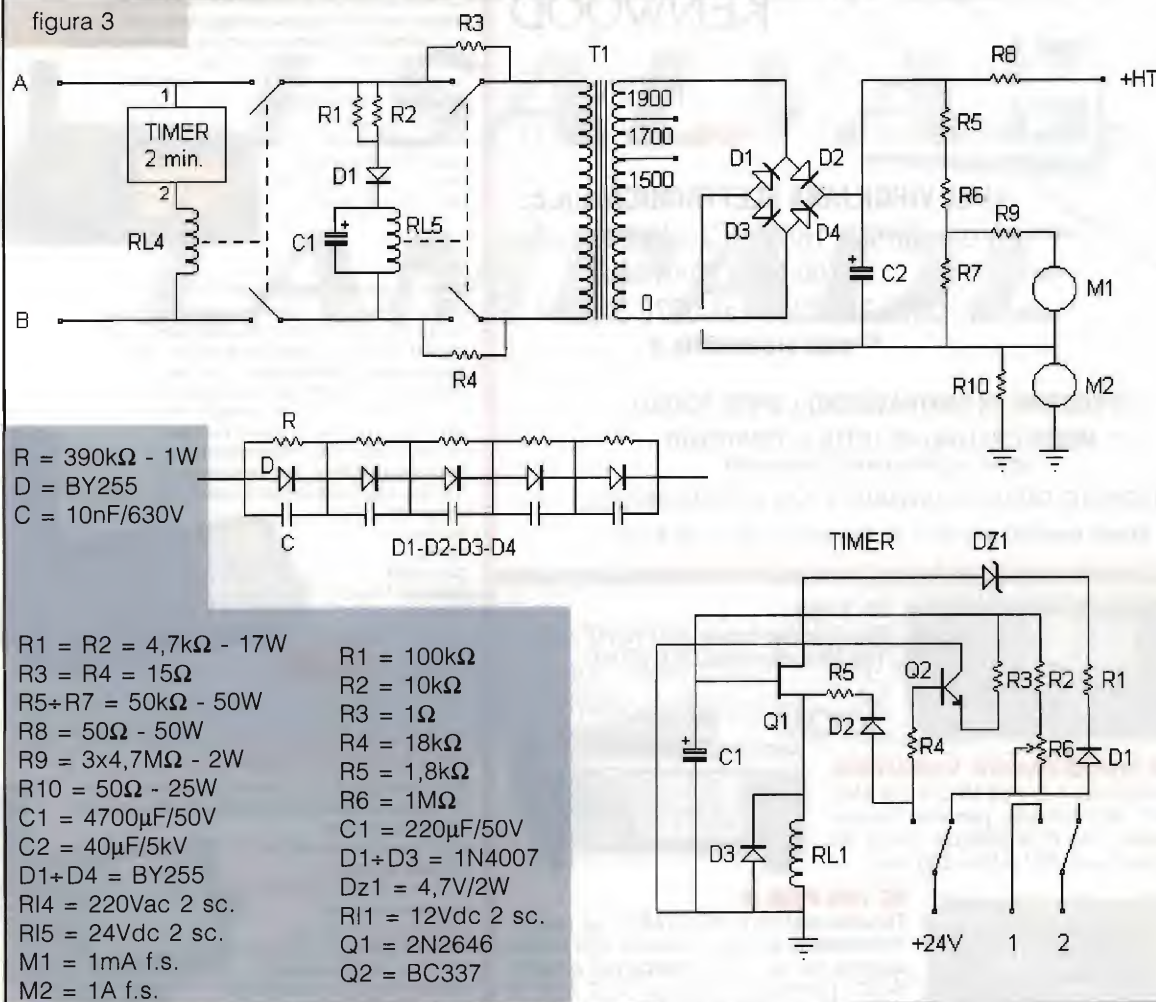 figura 3
R3
T1
R8
A
+HT
1
TIMER
2 min.
2
R1
R2
D1
C1
+
RL4
RL5
1900
1700
1500
0
D1
D2
D3
D4
+
C2
R5
R6
R9
R7
M1
B
R4
R10
M2
R = 390kΩ - 1W
D = BY255
C = 10nF/630V
R
D
C
D1-D2-D3-D4
TIMER
DZ1
R1 = R2 = 4,7kΩ - 17W
R3 = R4 = 15Ω
R5÷R7 = 50kΩ - 50W
R8 = 50Ω - 50W
R9 = 3x4,7MΩ - 2W
R10 = 50Ω - 25W
C1 = 4700µF/50V
C2 = 40µF/5kV
D1÷D4 = BY255
Rl4 = 220Vac 2 sc.
Rl5 = 24Vdc 2 sc.
M1 = 1mA f.s.
M2 = 1A f.s.
R1 = 100kΩ
R2 = 10kΩ
R3 = 1Ω
R4 = 18kΩ
R5 = 1,8kΩ
R6 = 1MΩ
C1 = 220µF/50V
D1÷D3 = 1N4007
Dz1 = 4,7V/2W
Rl1 = 12Vdc 2 sc.
Q1 = 2N2646
Q2 = BC337
R5
Q2
R3
R2
R1
Q1
D2
+
C1
R4
R6
D1
D3
RL1
+24V
1
2